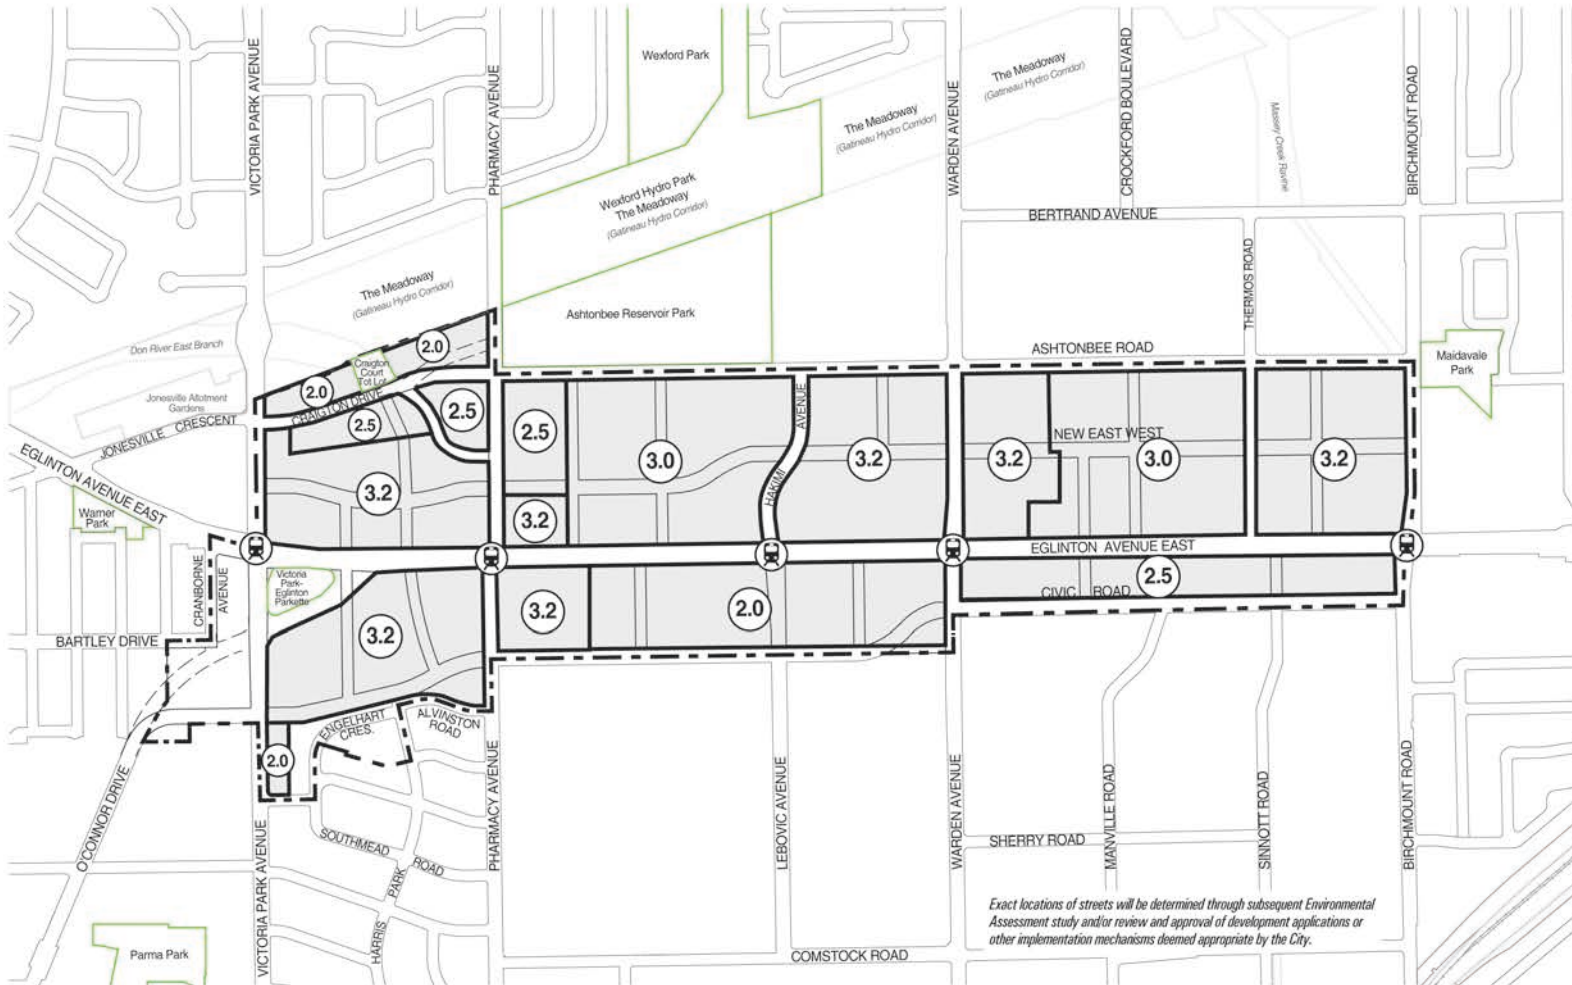 Wexford Park
The Meadoway
(Gatineau Hydro Corridor)
The Meadoway
(Gatineau Hydro Corridor)
VICTORIA PARK AVENUE
PHARMACY AVENUE
WARDEN AVENUE
CROCKFORD BOULEVARD
BIRCHMOUNT ROAD
Massey Creek Ravine
Wexford Hydro Park
The Meadoway
(Gatineau Hydro Corridor)
BERTRAND AVENUE
THERMOS ROAD
The Meadoway
(Gatineau Hydro Corridor)
Ashtonbee Reservoir Park
Don River East Branch
2.0
ASHTONBEE ROAD
Maidavale
Park
Craigton
Court
Tot Lot
2.0
Jonesville Allotment
Gardens
CRAIGTON DRIVE
2.5
2.5
2.5
JONESVILLE CRESCENT
HAKIMI AVENUE
NEW EAST WEST
EGLINTON AVENUE EAST
3.2
3.0
3.2
3.2
3.0
3.2
3.2
Warner
Park
EGLINTON AVENUE EAST
CRANBORNE
AVENUE
Victoria
Park-
Eglinton
Parkette
2.5
CIVIC ROAD
3.2
3.2
2.0
BARTLEY DRIVE
ENGELHART
CRES.
ALVINSTON
ROAD
2.0
O'CONNOR DRIVE
VICTORIA PARK AVENUE
SOUTHMEAD ROAD
HARRIS PARK
PHARMACY AVENUE
LEBOVIC AVENUE
WARDEN AVENUE
MANVILLE ROAD
SINNOTT ROAD
BIRCHMOUNT ROAD
SHERRY ROAD
Exact locations of streets will be determined through subsequent Environmental
Assessment study and/or review and approval of development applications or
other implementation mechanisms deemed appropriate by the City.
Parma Park
COMSTOCK ROAD